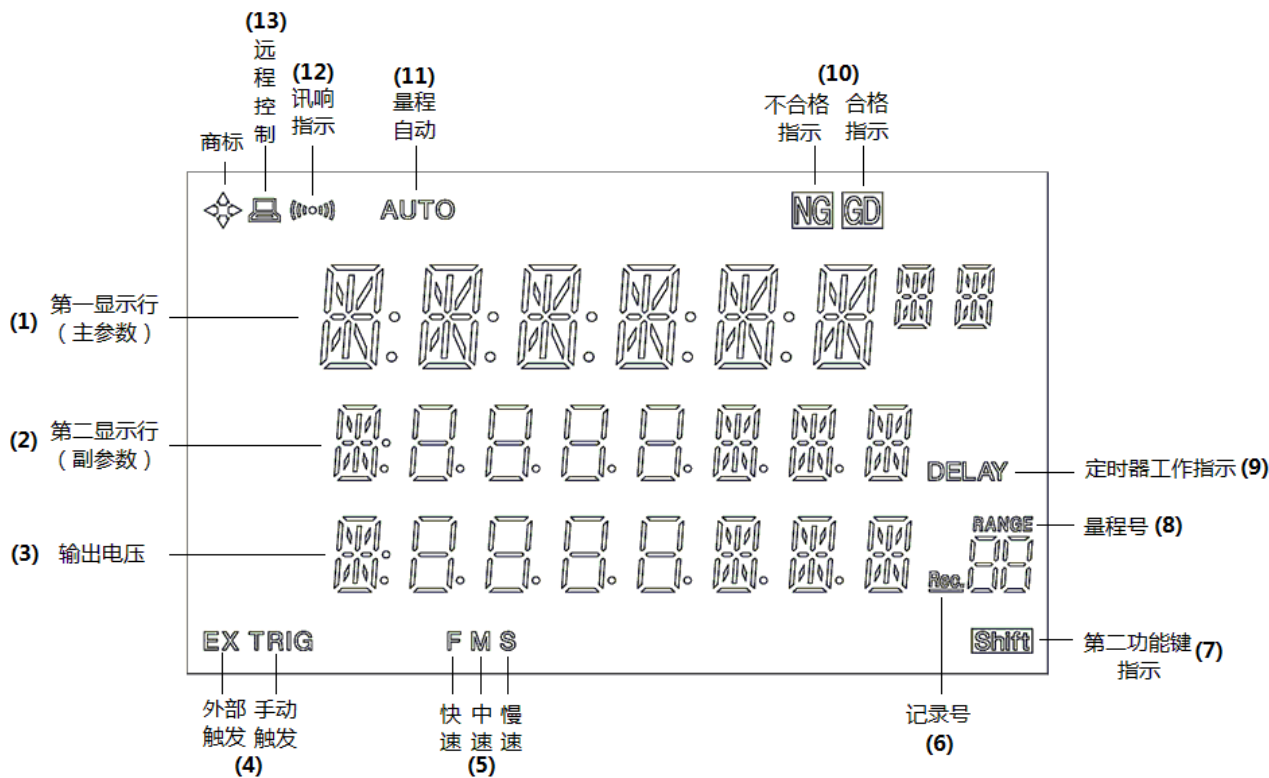 (13)
远
程
控
制
(12)
讯响
指示
(11)
量程
自动
(10)
不合格
指示
合格
指示
商标
AUTO
NG GD
(1) 第一显示行
（主参数）
(2) 第二显示行
（副参数）
DELAY
定时器工作指示(9)
RANGE
量程号(8)
(3) 输出电压
Rec.
EX TRIG
F M S
Shift
第二功能键(7)
指示
外部
触发
手动
触发
(4)
快
速
中
速
慢
速
(5)
记录号
(6)